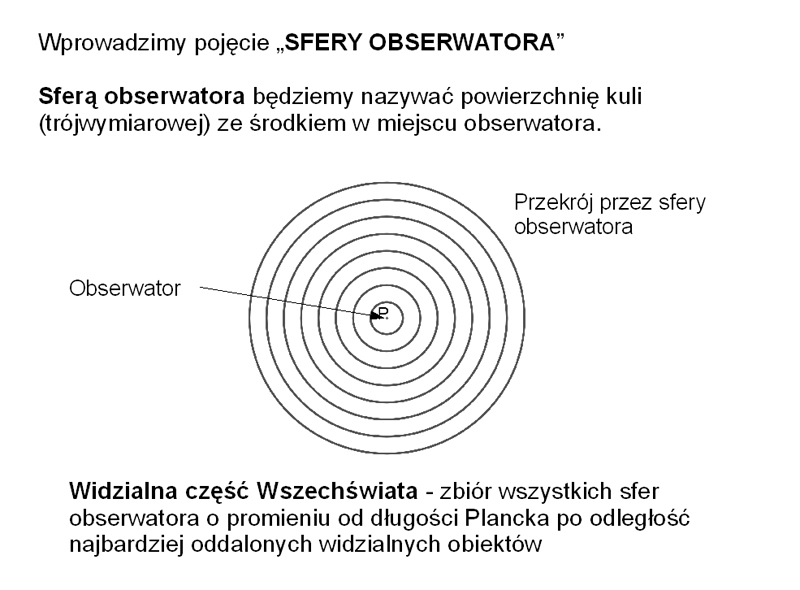 Wprowadzimy pojęcie „SFERY OBSERWATORA”
Sferą obserwatora będziemy nazywać powierzchnię kuli
(trójwymiarowej) ze środkiem w miejscu obserwatora.
Przekrój przez sfery
obserwatora
Obserwator
P.
Widzialna część Wszechświata - zbiór wszystkich sfer
obserwatora o promieniu od długości Plancka po odległość
najbardziej oddalonych widzialnych obiektów